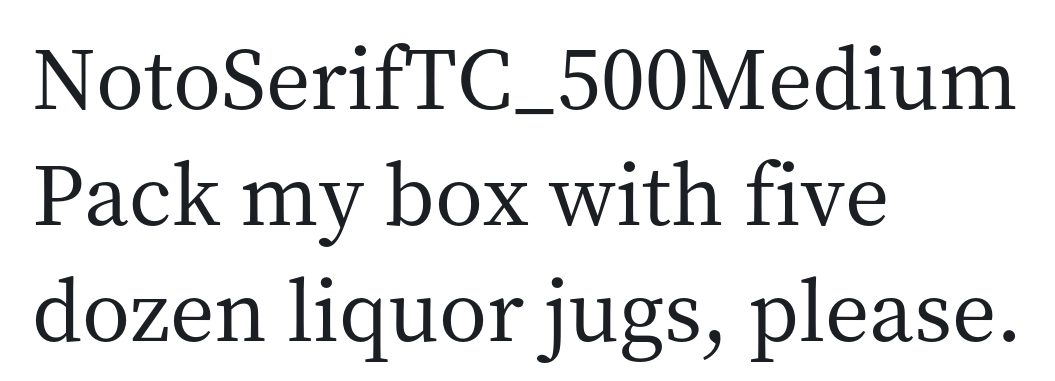 NotoSerifTC_500Medium
Pack my box with five
dozen liquor jugs, please.